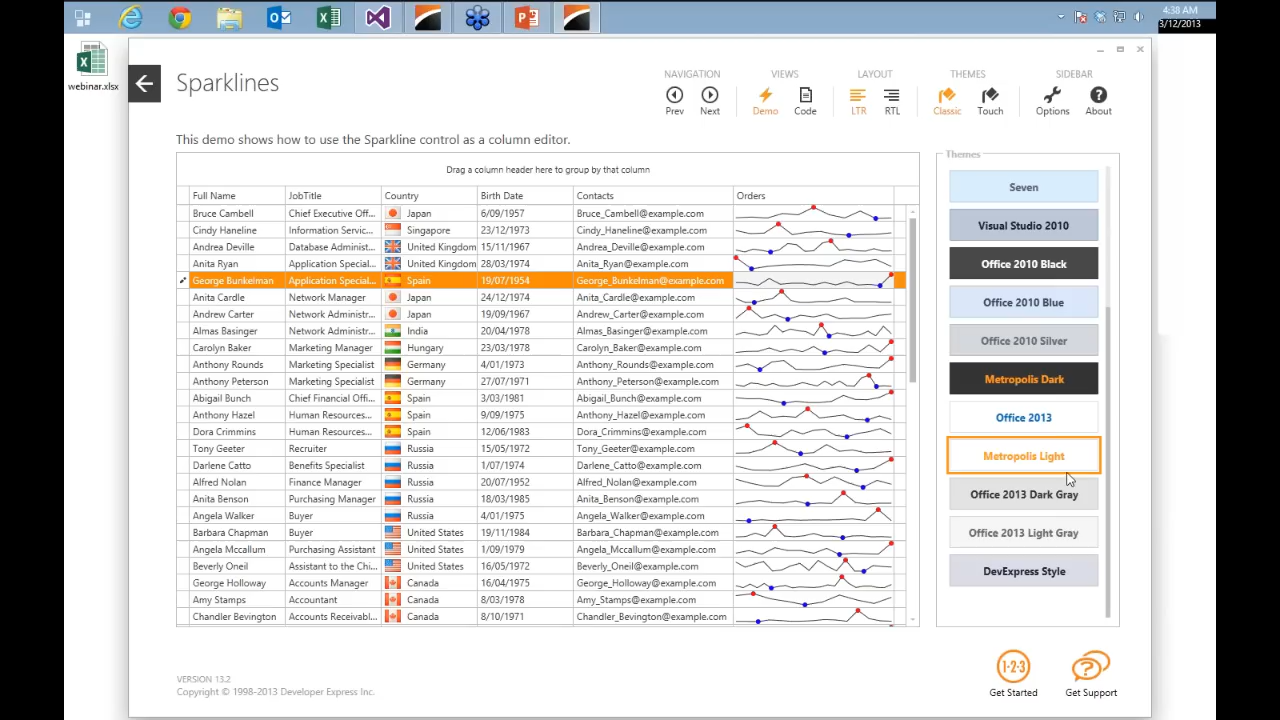 4:38 AM
3/12/2013
webinar.xlsx
Sparklines
NAVIGATION VIEWS LAYOUT THEMES SIDEBAR
Prev Next Demo Code LTR RTL Classic Touch Options About
This demo shows how to use the Sparkline control as a column editor.
Drag a column header here to group by that column
Full Name JobTitle Country Birth Date Contacts Orders
Bruce Cambell Chief Executive Off... Japan 6/09/1957 Bruce_Cambell@example.com
Cindy Haneline Information Servic... Singapore 23/12/1973 Cindy_Haneline@example.com
Andrea Deville Database Administ... United Kingdom 15/11/1967 Andrea_Deville@example.com
Anita Ryan Application Special... United Kingdom 28/03/1974 Anita_Ryan@example.com
George Bunkelman Application Special... Spain 19/07/1954 George_Bunkelman@example.com
Anita Cardle Network Manager Japan 24/12/1974 Anita_Cardle@example.com
Andrew Carter Network Administr... Japan 19/09/1967 Andrew_Carter@example.com
Almas Basinger Network Administr... India 20/04/1978 Almas_Basinger@example.com
Carolyn Baker Marketing Manager Hungary 23/03/1978 Carolyn_Baker@example.com
Anthony Rounds Marketing Specialist Germany 4/01/1973 Anthony_Rounds@example.com
Anthony Peterson Marketing Specialist Germany 27/07/1971 Anthony_Peterson@example.com
Abigail Bunch Chief Financial Offi... Spain 3/03/1981 Abigail_Bunch@example.com
Anthony Hazel Human Resources... Spain 9/09/1975 Anthony_Hazel@example.com
Dora Crimmins Human Resources... Spain 12/06/1983 Dora_Crimmins@example.com
Tony Geeter Recruiter Russia 15/05/1972 Tony_Geeter@example.com
Darlene Catto Benefits Specialist Russia 1/07/1974 Darlene_Catto@example.com
Alfred Nolan Finance Manager Russia 20/07/1952 Alfred_Nolan@example.com
Anita Benson Purchasing Manager Russia 18/03/1985 Anita_Benson@example.com
Angela Walker Buyer Russia 4/01/1975 Angela_Walker@example.com
Barbara Chapman Buyer United States 19/11/1984 Barbara_Chapman@example.com
Angela Mccallum Purchasing Assistant United States 1/09/1979 Angela_Mccallum@example.com
Beverly Oneil Assistant to the Chi... United States 16/05/1972 Beverly_Oneil@example.com
George Holloway Accounts Manager Canada 16/04/1975 George_Holloway@example.com
Amy Stamps Accountant Canada 8/03/1978 Amy_Stamps@example.com
Chandler Bevington Accounts Receivabl... Canada 8/10/1971 Chandler_Bevington@example.com
Themes
Seven
Visual Studio 2010
Office 2010 Black
Office 2010 Blue
Office 2010 Silver
Metropolis Dark
Office 2013
Metropolis Light
Office 2013 Dark Gray
Office 2013 Light Gray
DevExpress Style
VERSION 13.2
Copyright © 1998-2013 Developer Express Inc.
1-2-3
Get Started
Get Support